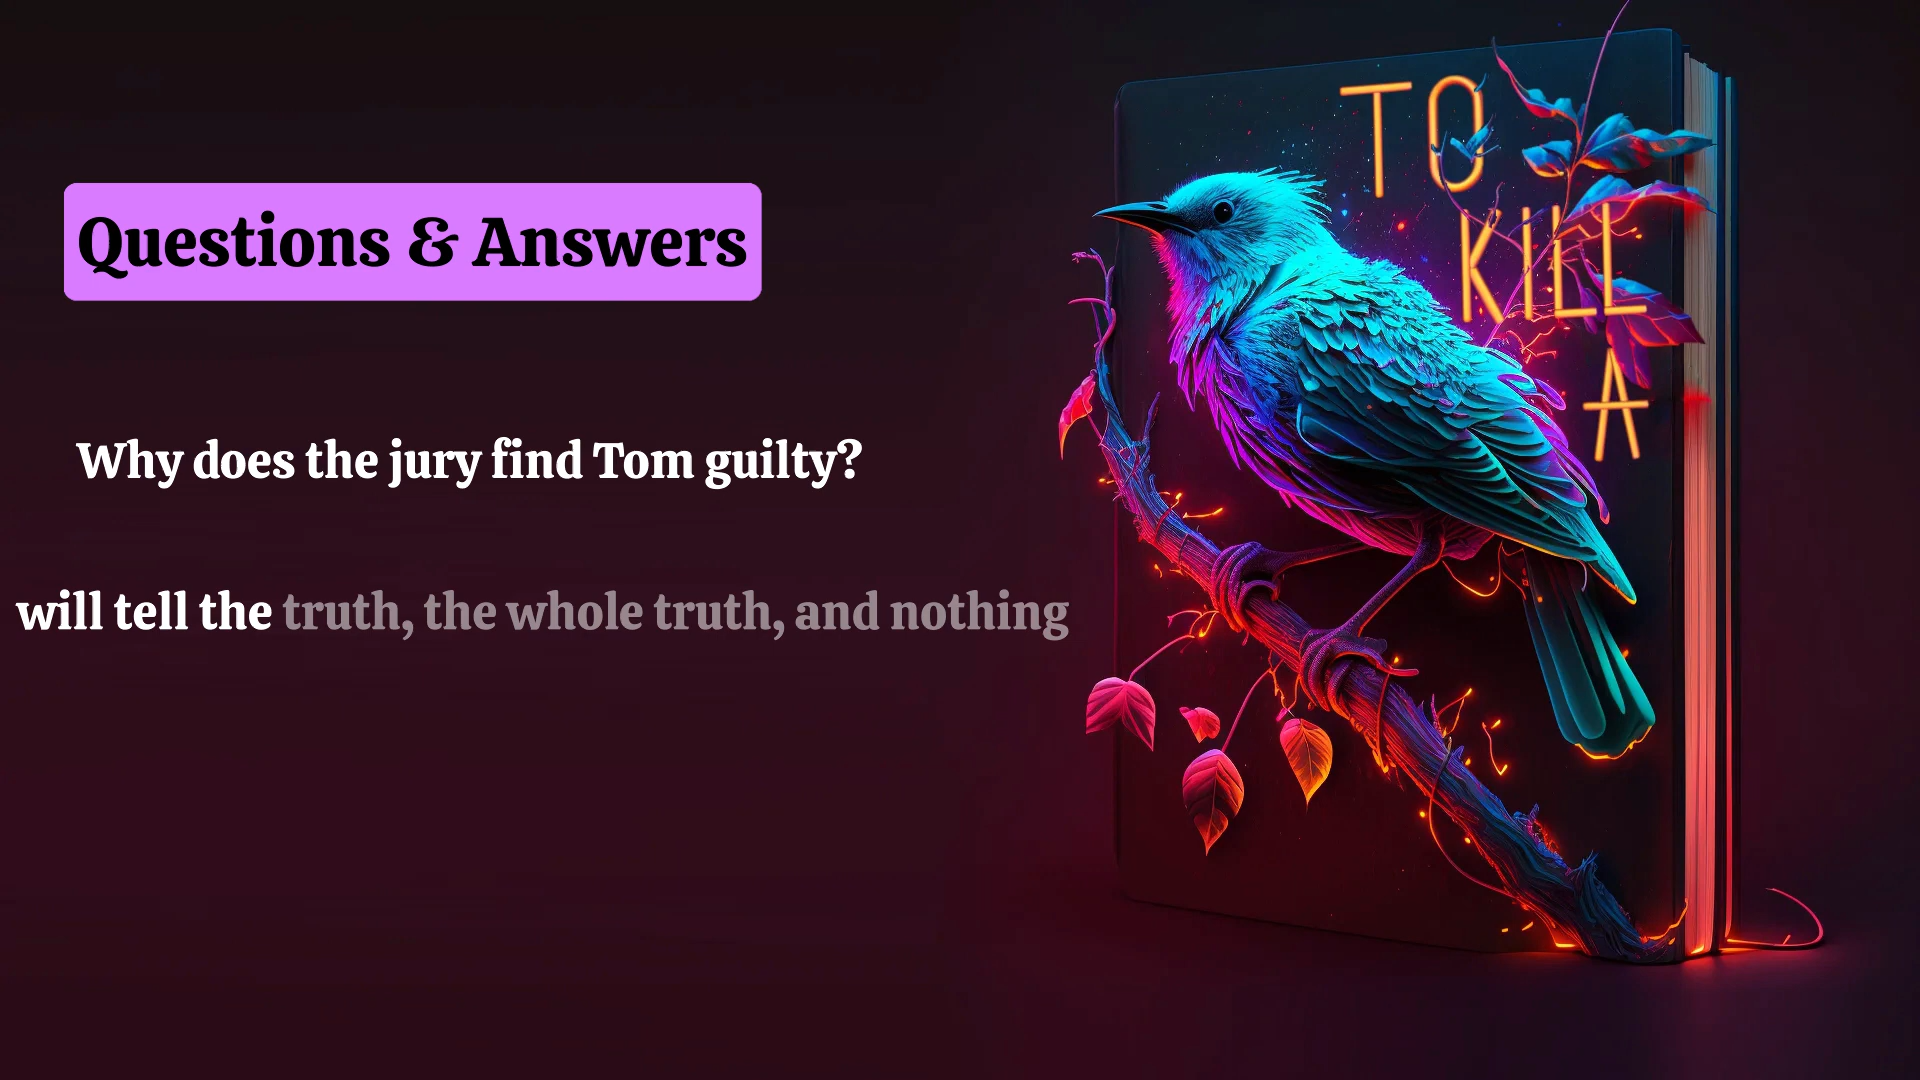 Questions & Answers
Why does the jury find Tom guilty?
will tell the truth, the whole truth, and nothing
TO
KILL
A